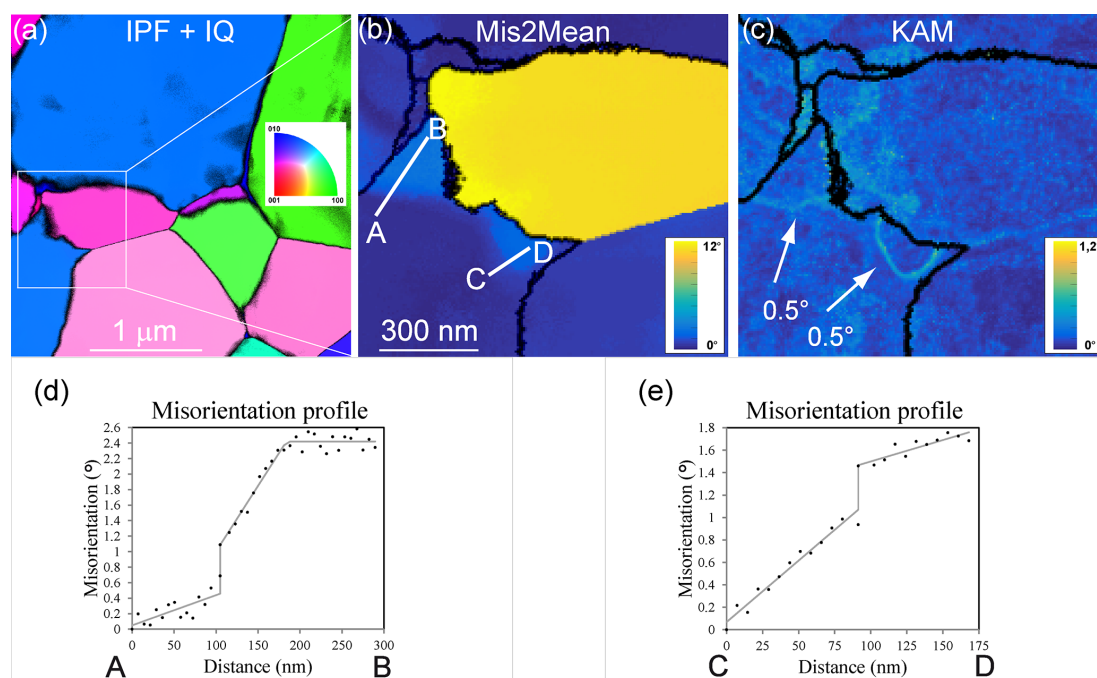 (a) IPF + IQ
010
001 100
1 µm
(b) Mis2Mean
B
A
D
C
12°
0°
300 nm
(c) KAM
0.5°
0.5°
1,2
0°
(d)
Misorientation profile
Misorientation (°)
2.6
2.4
2.2
2
1.8
1.6
1.4
1.2
1
0.8
0.6
0.4
0.2
0
0 50 100 150 200 250 300
A Distance (nm) B
(e)
Misorientation profile
Misorientation (°)
1.8
1.6
1.4
1.2
1
0.8
0.6
0.4
0.2
0
0 25 50 75 100 125 150 175
C Distance (nm) D